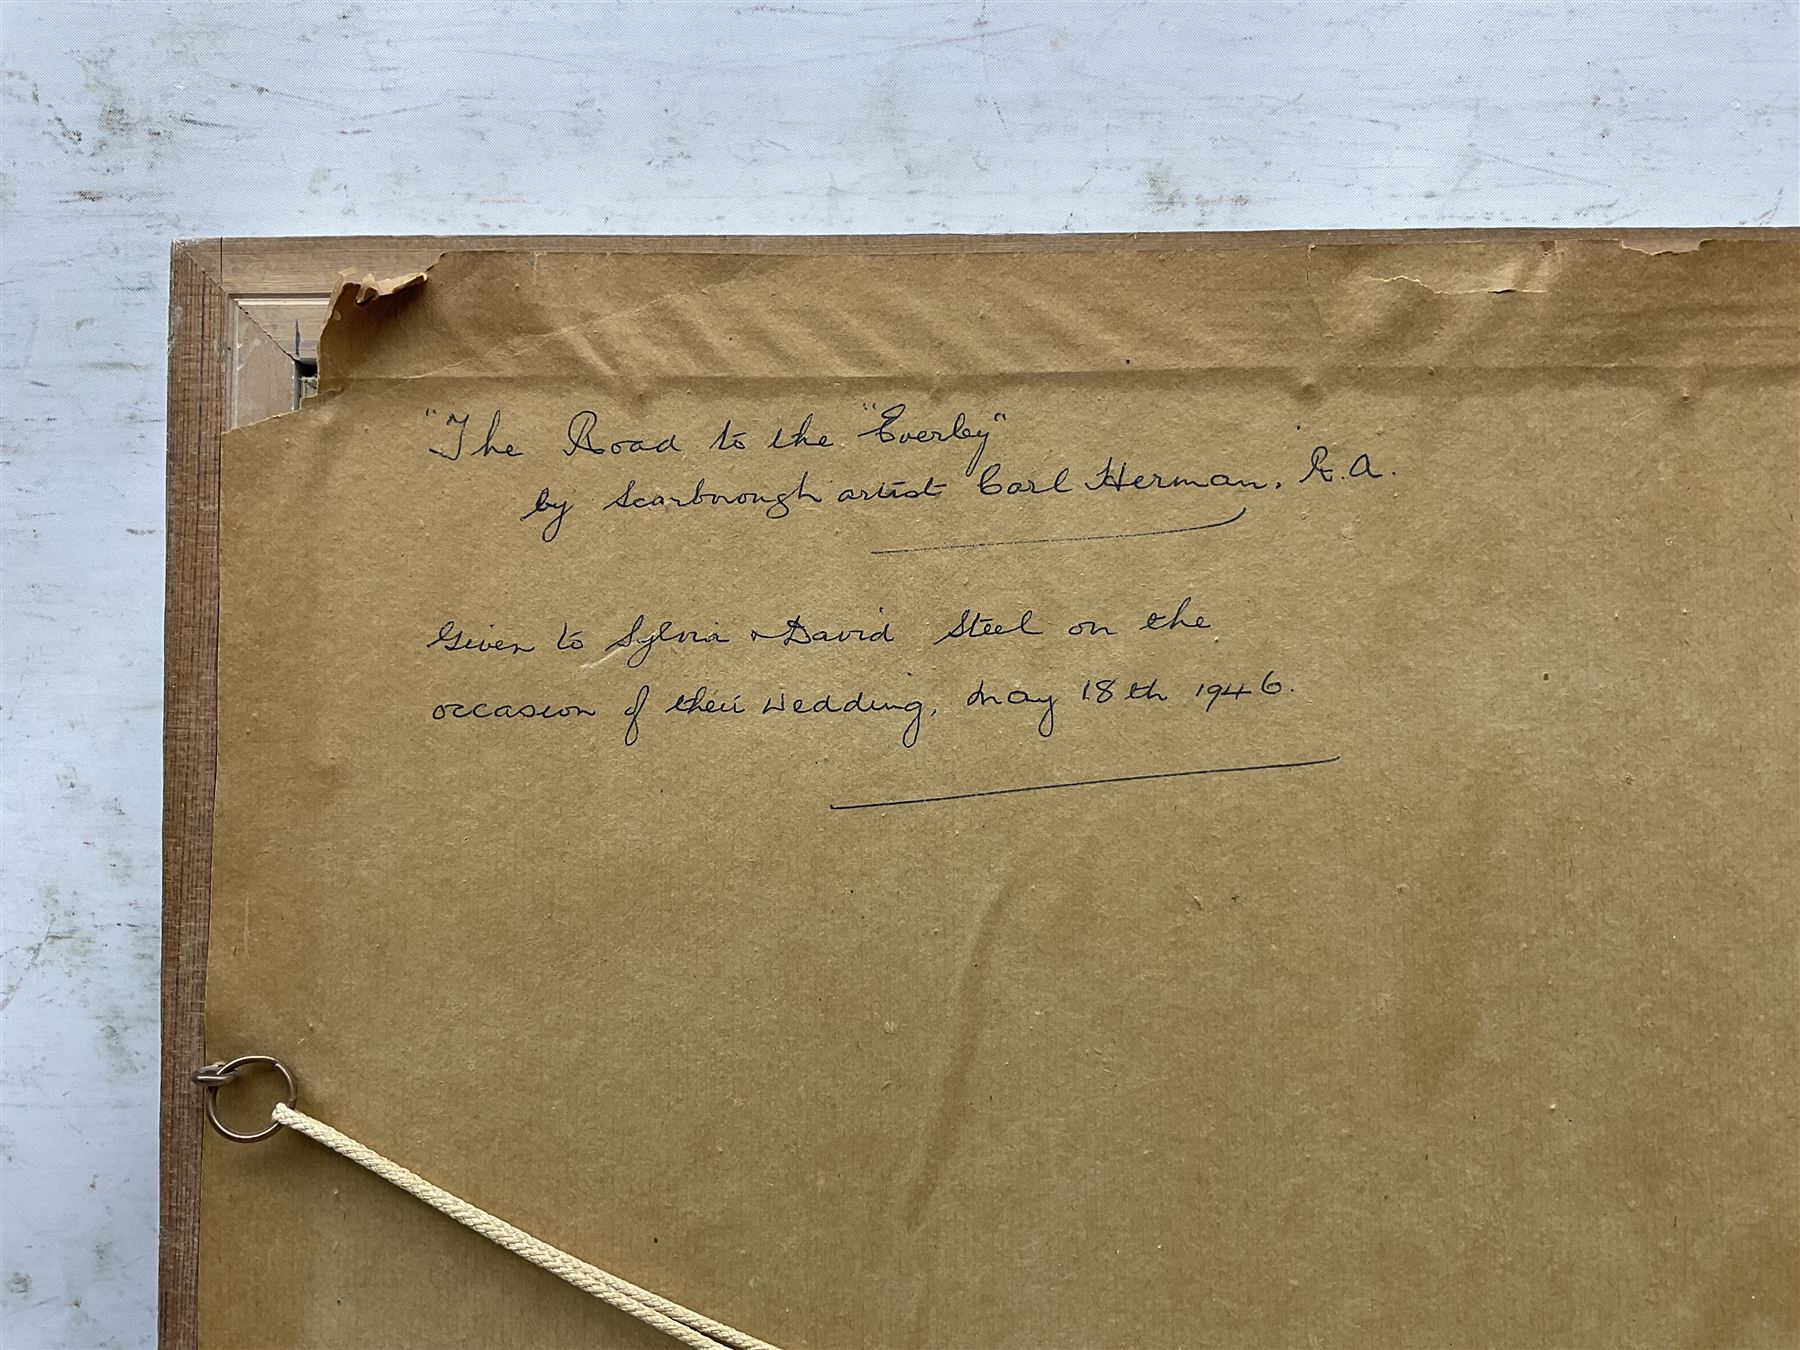 "The Road to the "Everley"
by Scarborough artist Carl Herman, R.A.
Given to Sylvia & David Steel on the
occasion of their wedding, May 18th 1946.